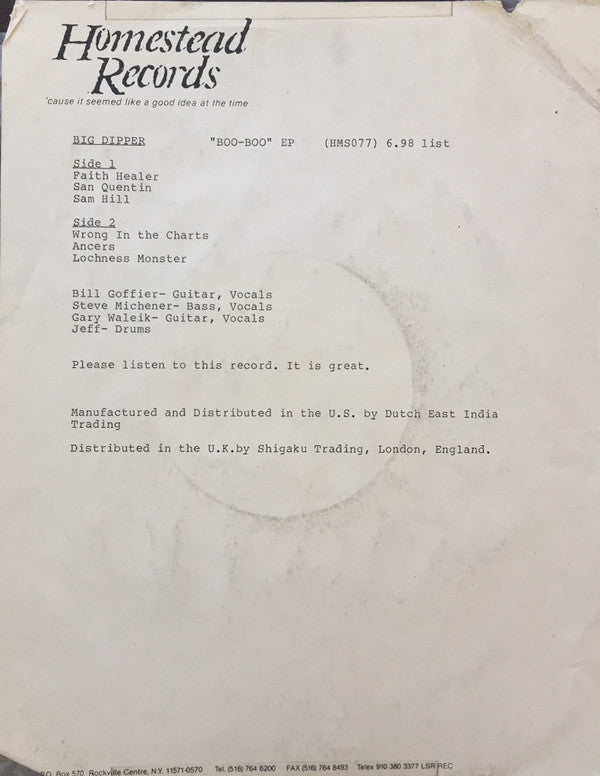 Homestead
Records
'cause it seemed like a good idea at the time
BIG DIPPER "BOO-BOO" EP (HMS077) 6.98 list
Side 1
Faith Healer
San Quentin
Sam Hill
Side 2
Wrong In the Charts
Ancers
Lochness Monster
Bill Goffier- Guitar, Vocals
Steve Michener- Bass, Vocals
Gary Waleik- Guitar, Vocals
Jeff- Drums
Please listen to this record. It is great.
Manufactured and Distributed in the U.S. by Dutch East India
Trading
Distributed in the U.K.by Shigaku Trading, London, England.
P.O. Box 570 Rockville Centre, N.Y. 11571-0570 Tel. (516) 764 6200 FAX (516) 764 8493 Telex 910 380 3377 LSR REC